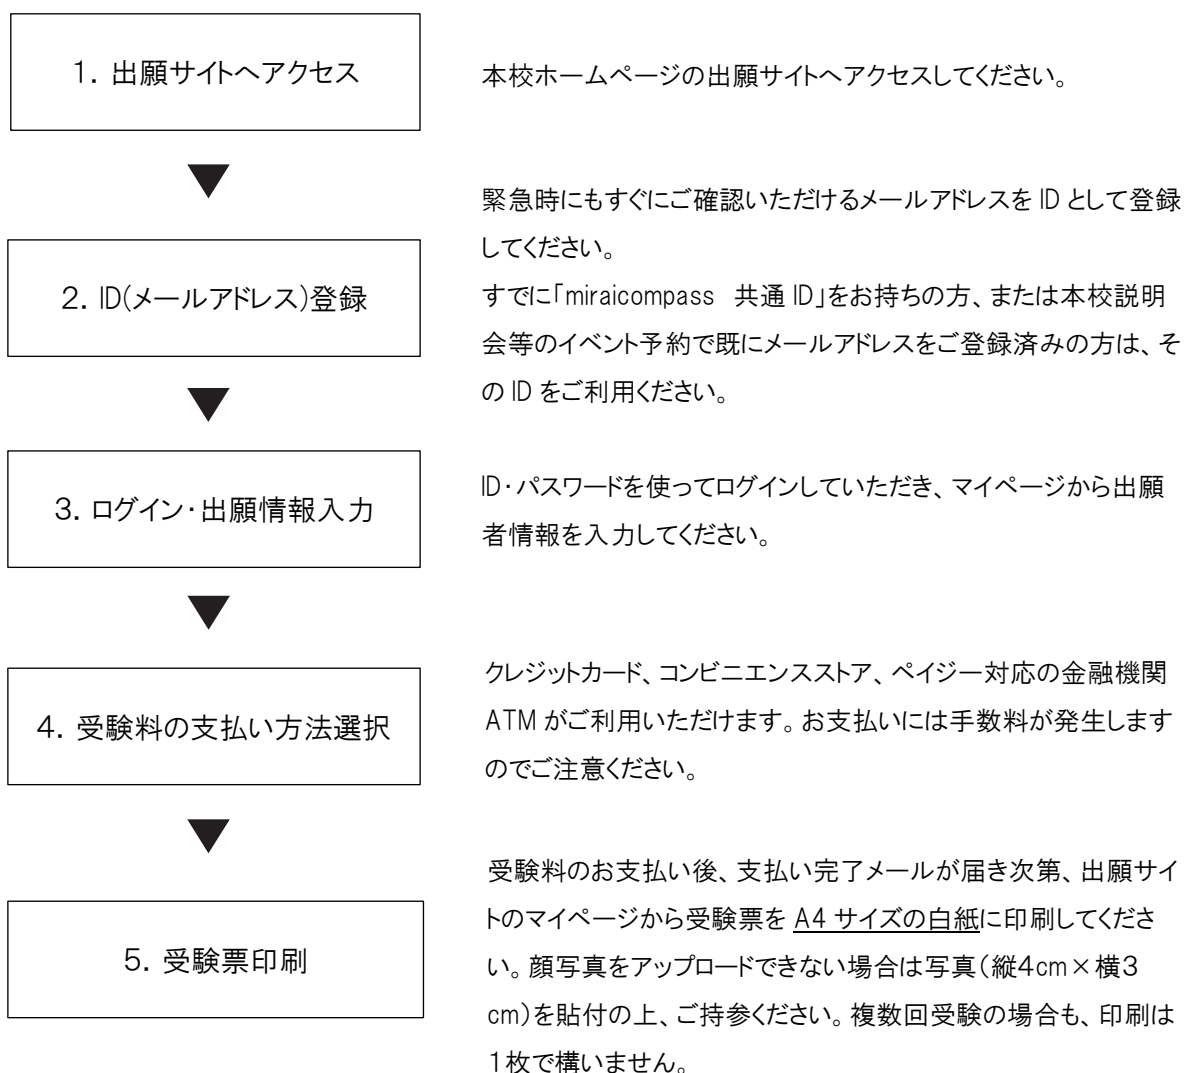 1．出願サイトへアクセス
本校ホームページの出願サイトへアクセスしてください。
2．ID(メールアドレス)登録
緊急時にもすぐにご確認いただけるメールアドレスを ID として登録
してください。
すでに「miraicompass　共通 ID」をお持ちの方、または本校説明
会等のイベント予約で既にメールアドレスをご登録済みの方は、そ
の ID をご利用ください。
3．ログイン・出願情報入力
ID・パスワードを使ってログインしていただき、マイページから出願
者情報を入力してください。
4．受験料の支払い方法選択
クレジットカード、コンビニエンスストア、ペイジー対応の金融機関
ATM がご利用いただけます。お支払いには手数料が発生します
のでご注意ください。
5．受験票印刷
受験料のお支払い後、支払い完了メールが届き次第、出願サイ
トのマイページから受験票を A4 サイズの白紙に印刷してくださ
い。顔写真をアップロードできない場合は写真（縦４cm×横３
cm）を貼付の上、ご持参ください。複数回受験の場合も、印刷は
１枚で構いません。